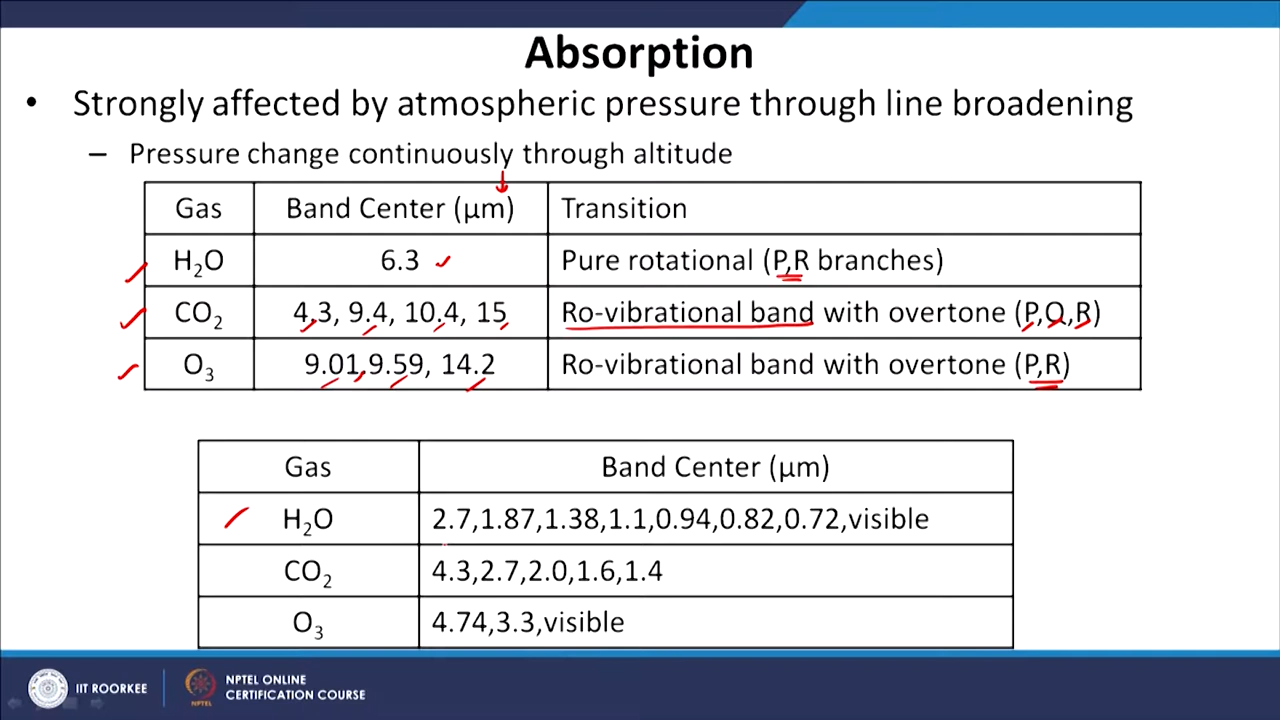 Absorption
• Strongly affected by atmospheric pressure through line broadening
– Pressure change continuously through altitude
Gas Band Center (µm) Transition
H₂O 6.3 Pure rotational (P,R branches)
CO₂ 4.3, 9.4, 10.4, 15 Ro-vibrational band with overtone (P,Q,R)
O₃ 9.01,9.59, 14.2 Ro-vibrational band with overtone (P,R)
Gas Band Center (µm)
H₂O 2.7,1.87,1.38,1.1,0.94,0.82,0.72,visible
CO₂ 4.3,2.7,2.0,1.6,1.4
O₃ 4.74,3.3,visible
IIT ROORKEE
NPTEL ONLINE
CERTIFICATION COURSE
NPTEL